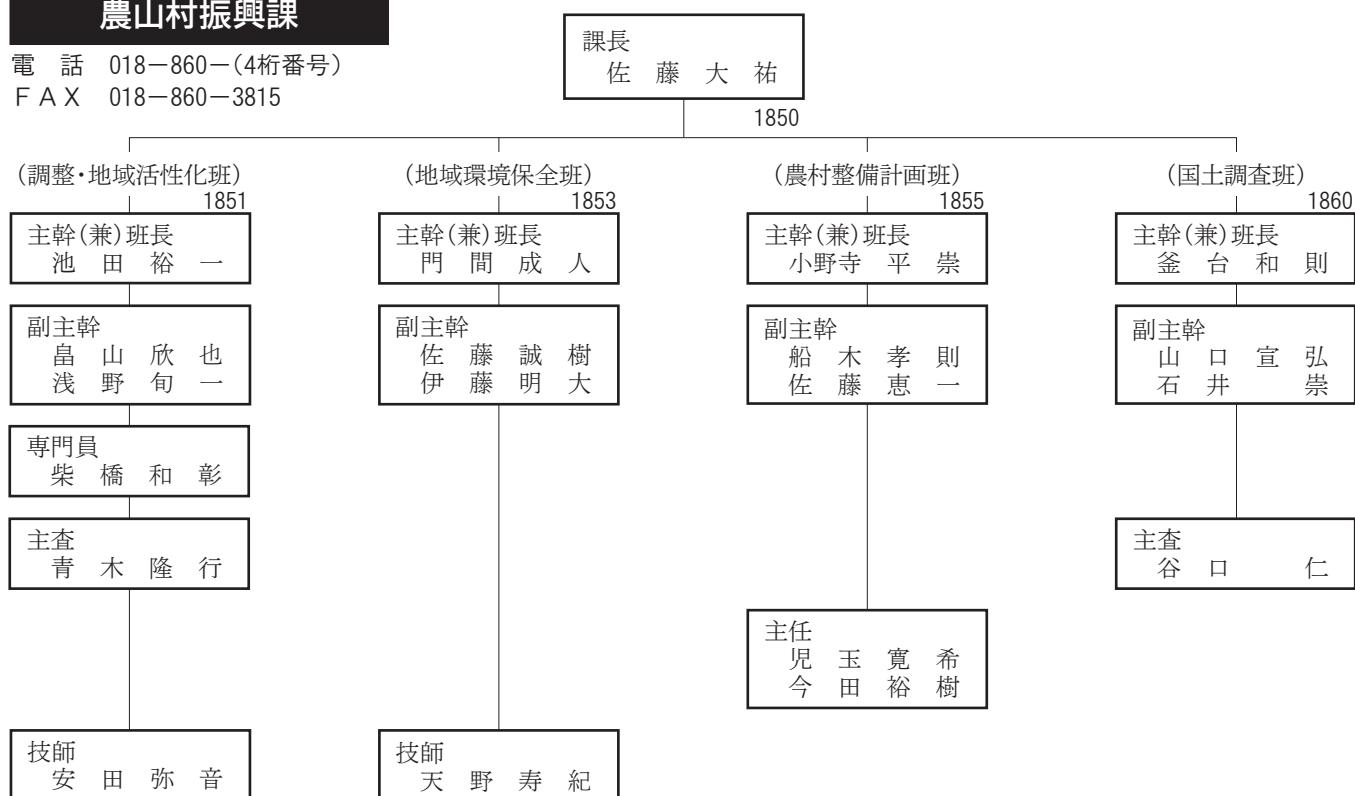 農山村振興課
電　話　018－860－(4桁番号)
ＦＡＸ　018－860－3815
課長
佐　藤　大　祐
1850
(調整・地域活性化班)
1851
主幹(兼)班長
池　田　裕　一
副主幹
畠　山　欣　也
浅　野　旬　一
専門員
柴　橋　和　彰
主査
青　木　隆　行
技師
安　田　弥　音
(地域環境保全班)
1853
主幹(兼)班長
門　間　成　人
副主幹
佐　藤　誠　樹
伊　藤　明　大
技師
天　野　寿　紀
(農村整備計画班)
1855
主幹(兼)班長
小野寺　平　崇
副主幹
船　木　孝　則
佐　藤　恵　一
主任
児　玉　寛　希
今　田　裕　樹
(国土調査班)
1860
主幹(兼)班長
釜　台　和　則
副主幹
山　口　宣　弘
石　井　　　崇
主査
谷　口　　　仁